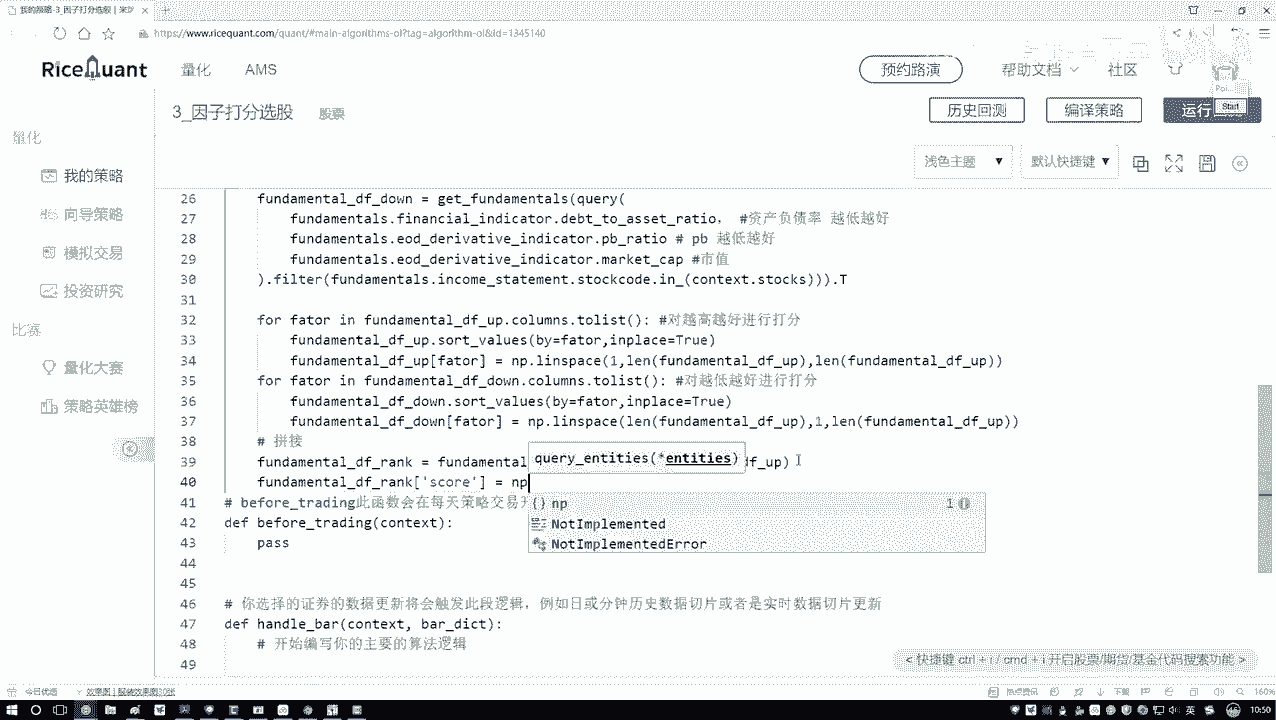 我的策略-3_因子打分选股 | 米
https://www.ricequant.com/quant/#main-algorithms-ol?tag=algorithm-ol&id=1345140
RiceQuant 量化 AMS 预约路演 帮助文档 社区
3_因子打分选股 股票 历史回测 编译策略 运行 Start
量化
我的策略
向导策略
模拟交易
投资研究
比赛
量化大赛
策略英雄榜
浅色主题 默认快捷键
26 fundamental_df_down = get_fundamentals(query(
27 fundamentals.financial_indicator.debt_to_asset_ratio, #资产负债率 越低越好
28 fundamentals.eod_derivative_indicator.pb_ratio # pb 越低越好
29 fundamentals.eod_derivative_indicator.market_cap #市值
30 ).filter(fundamentals.income_statement.stockcode.in_(context.stocks))).T
31
32 for fator in fundamental_df_up.columns.tolist(): #对越高越好进行打分
33 fundamental_df_up.sort_values(by=fator,inplace=True)
34 fundamental_df_up[fator] = np.linspace(1,len(fundamental_df_up),len(fundamental_df_up))
35 for fator in fundamental_df_down.columns.tolist(): #对越低越好进行打分
36 fundamental_df_down.sort_values(by=fator,inplace=True)
37 fundamental_df_down[fator] = np.linspace(len(fundamental_df_up),1,len(fundamental_df_up))
38 # 拼接
39 fundamental_df_rank = fundamental query_entities(*entities) df_up)
40 fundamental_df_rank['score'] = np
41 # before_trading此函数会在每天策略交易 np 1
42 def before_trading(context): NotImplemented
43 pass NotImplementedError
44
45
46 # 你选择的证券的数据更新将会触发此段逻辑，例如日或分钟历史数据切片或者是实时数据切片更新
47 def handle_bar(context, bar_dict):
48 # 开始编写你的主要的算法逻辑
49
< 快捷键 ctrl + i / cmd + i 开启股票/期货/基金代码搜索功能 >
今日优选 下载 160%
英 10:50